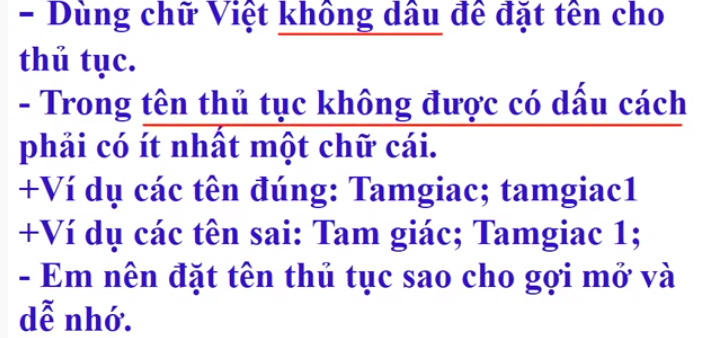 - Dùng chữ Việt không dấu để đặt tên cho
thủ tục.
- Trong tên thủ tục không được có dấu cách
phải có ít nhất một chữ cái.
+Ví dụ các tên đúng: Tamgiac; tamgiac1
+Ví dụ các tên sai: Tam giác; Tamgiac 1;
- Em nên đặt tên thủ tục sao cho gợi mở và
dễ nhớ.